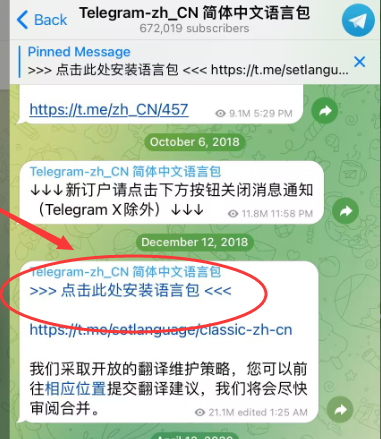 Back
Telegram-zh_CN 简体中文语言包
672,019 subscribers
Pinned Message
>>> 点击此处安装语言包 <<< https://t.me/setlangu...
https://t.me/zh_CN/457
9.1M 5:29 PM
October 6, 2018
Telegram-zh_CN 简体中文语言包
↓↓↓新订户请点击下方按钮关闭消息通知
（Telegram X除外）↓↓↓
11.8M 11:58 PM
December 12, 2018
Telegram-zh_CN 简体中文语言包
>>> 点击此处安装语言包 <<<
https://t.me/setlanguage/classic-zh-cn
我们采取开放的翻译维护策略，您可以前
往相应位置提交翻译建议，我们将会尽快
审阅合并。
21.1M edited 1:25 AM